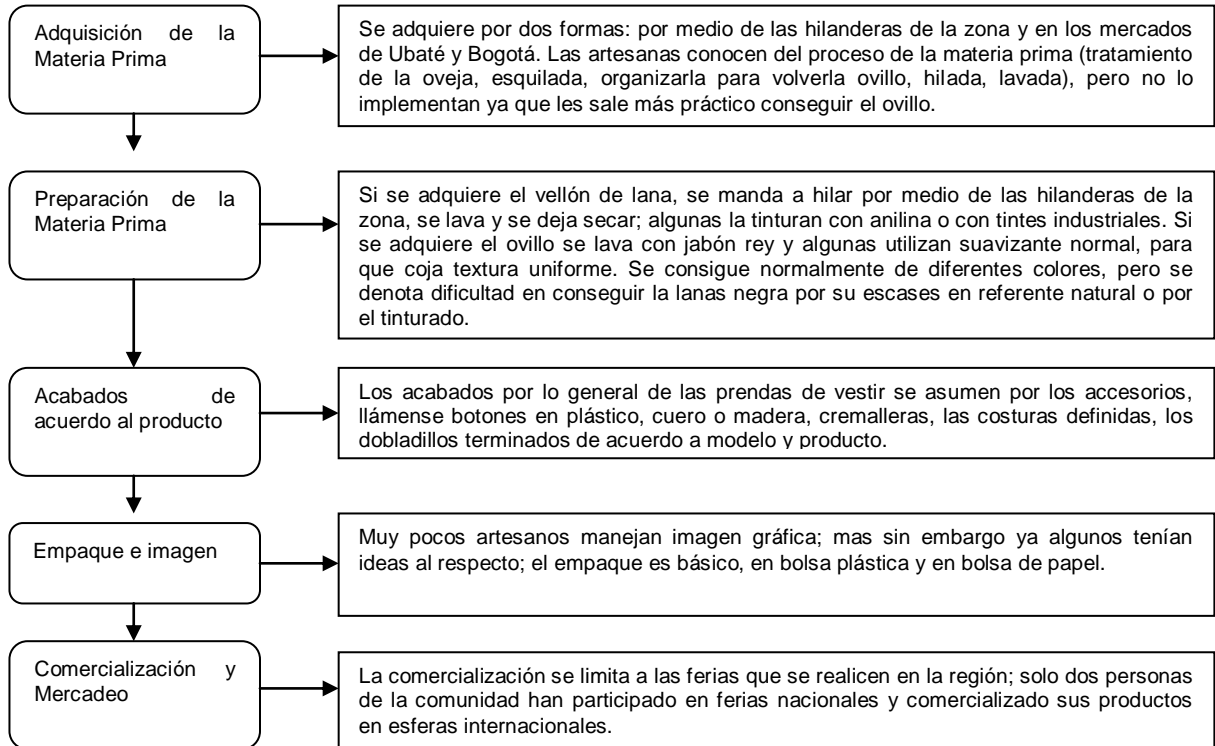 Adquisición de la
Materia Prima
Se adquiere por dos formas: por medio de las hilanderas de la zona y en los mercados
de Ubaté y Bogotá. Las artesanas conocen del proceso de la materia prima (tratamiento
de la oveja, esquilada, organizarla para volverla ovillo, hilada, lavada), pero no lo
implementan ya que les sale más práctico conseguir el ovillo.
Preparación de la
Materia Prima
Si se adquiere el vellón de lana, se manda a hilar por medio de las hilanderas de la
zona, se lava y se deja secar; algunas la tinturan con anilina o con tintes industriales. Si
se adquiere el ovillo se lava con jabón rey y algunas utilizan suavizante normal, para
que coja textura uniforme. Se consigue normalmente de diferentes colores, pero se
denota dificultad en conseguir la lanas negra por su escases en referente natural o por
el tinturado.
Acabados de
acuerdo al producto
Los acabados por lo general de las prendas de vestir se asumen por los accesorios,
llámense botones en plástico, cuero o madera, cremalleras, las costuras definidas, los
dobladillos terminados de acuerdo a modelo y producto.
Empaque e imagen
Muy pocos artesanos manejan imagen gráfica; mas sin embargo ya algunos tenían
ideas al respecto; el empaque es básico, en bolsa plástica y en bolsa de papel.
Comercialización y
Mercadeo
La comercialización se limita a las ferias que se realicen en la región; solo dos personas
de la comunidad han participado en ferias nacionales y comercializado sus productos
en esferas internacionales.